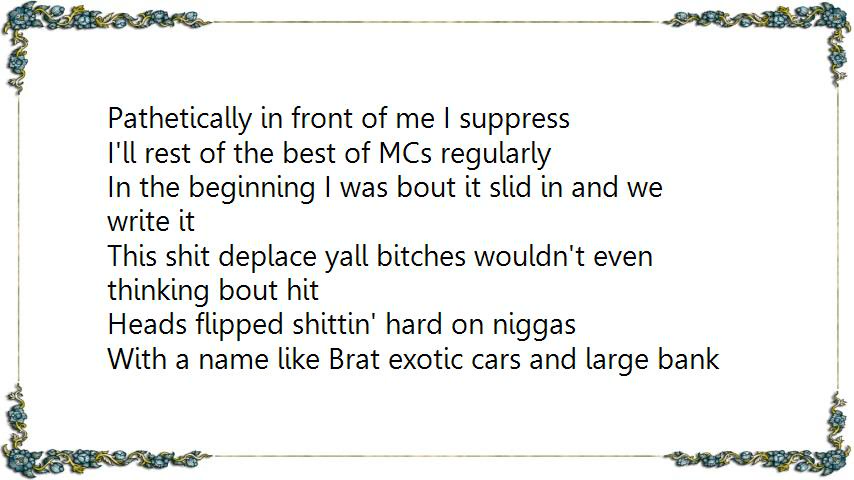 Pathetically in front of me I suppress
I'll rest of the best of MCs regularly
In the beginning I was bout it slid in and we
write it
This shit deplace yall bitches wouldn't even
thinking bout hit
Heads flipped shittin' hard on niggas
With a name like Brat exotic cars and large bank